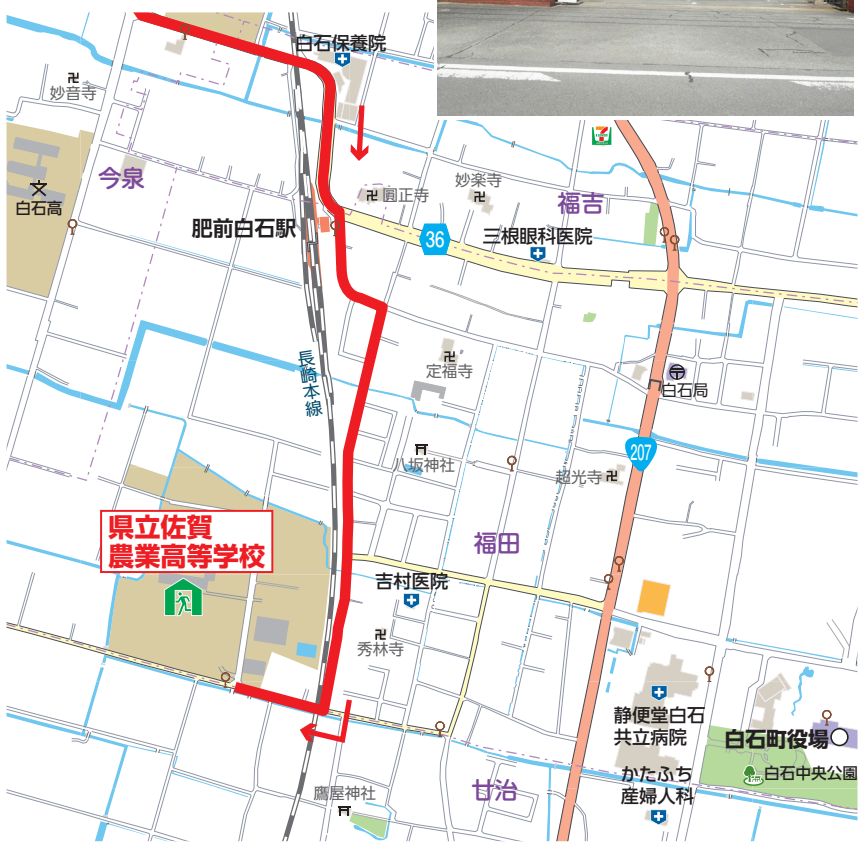 白石保養院
妙音寺
今泉
白石高
圓正寺
妙楽寺
福吉
肥前白石駅
36
三根眼科医院
長崎本線
定福寺
白石局
八坂神社
207
超光寺
県立佐賀
農業高等学校
福田
吉村医院
秀林寺
静便堂白石
共立病院
白石町役場
白石中央公園
かたふち
産婦人科
鷹屋神社
廿治